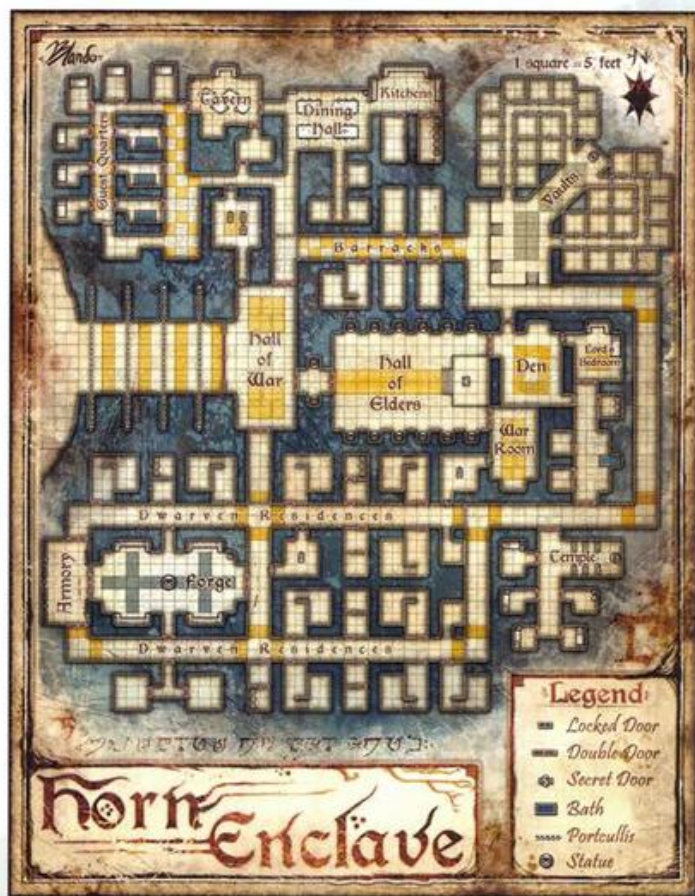 Blando
1 square = 5 feet
N
Tavern
Dining
Hall
Kitchens
Guest Quarters
Vaults
Barracks
Hall
of
War
Hall
of
Elders
Den
Lord's
Bedroom
War
Room
Dwarven Residences
Armory
Forge
Temple
Dwarven Residences
Legend
Locked Door
Double Door
Secret Door
Bath
Portcullis
Statue
Horn
Enclave